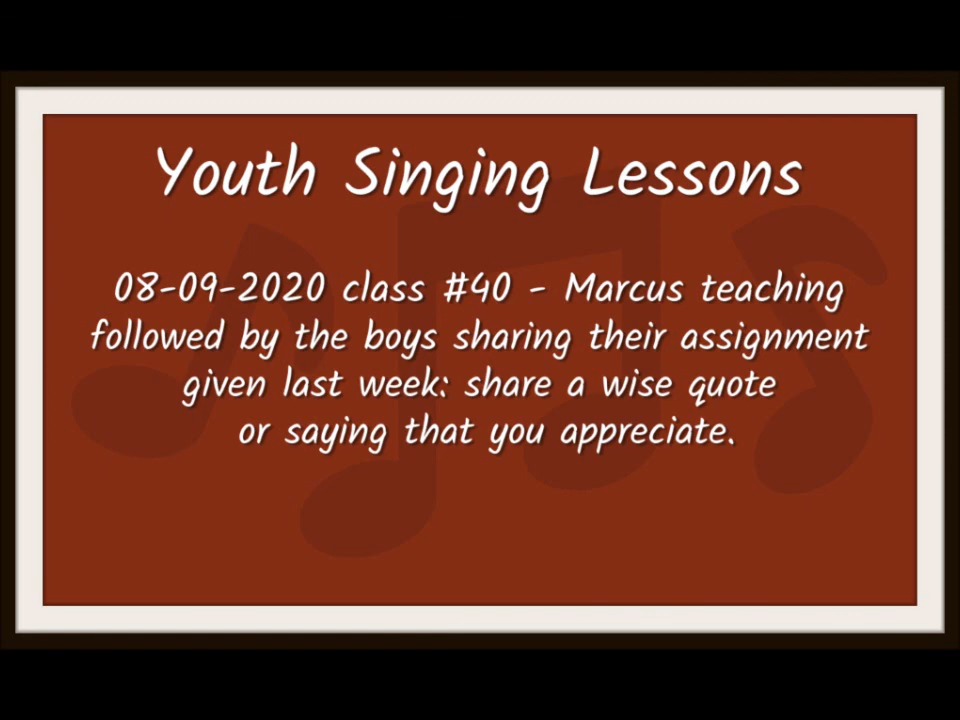 Youth Singing Lessons
08-09-2020 class #40 - Marcus teaching
followed by the boys sharing their assignment
given last week: share a wise quote
or saying that you appreciate.